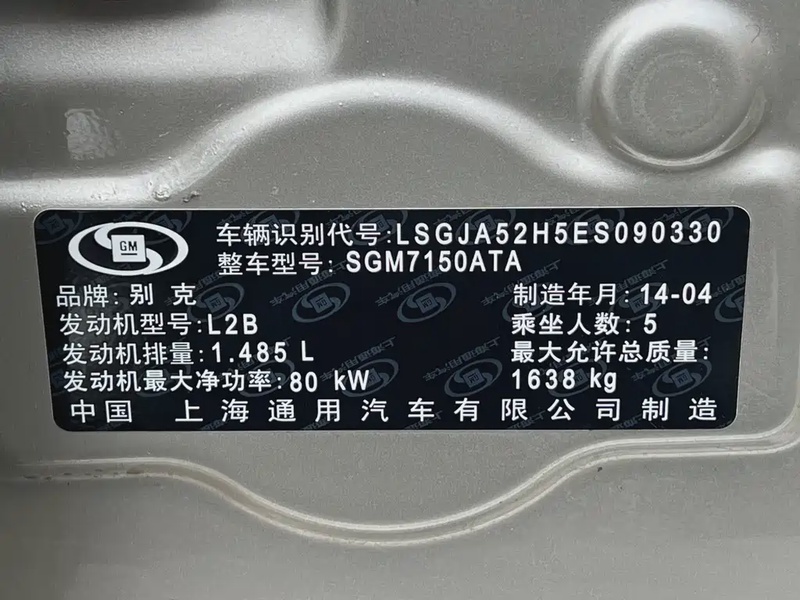 GM
车辆识别代号:LSGJA52H5ES090330
整车型号: SGM7150ATA
品牌: 别 克
制造年月: 14-04
发动机型号: L2B
乘坐人数: 5
发动机排量: 1.485 L
最大允许总质量:
1638 kg
发动机最大净功率: 80 kW
中国 上海通用汽车有限公司制造